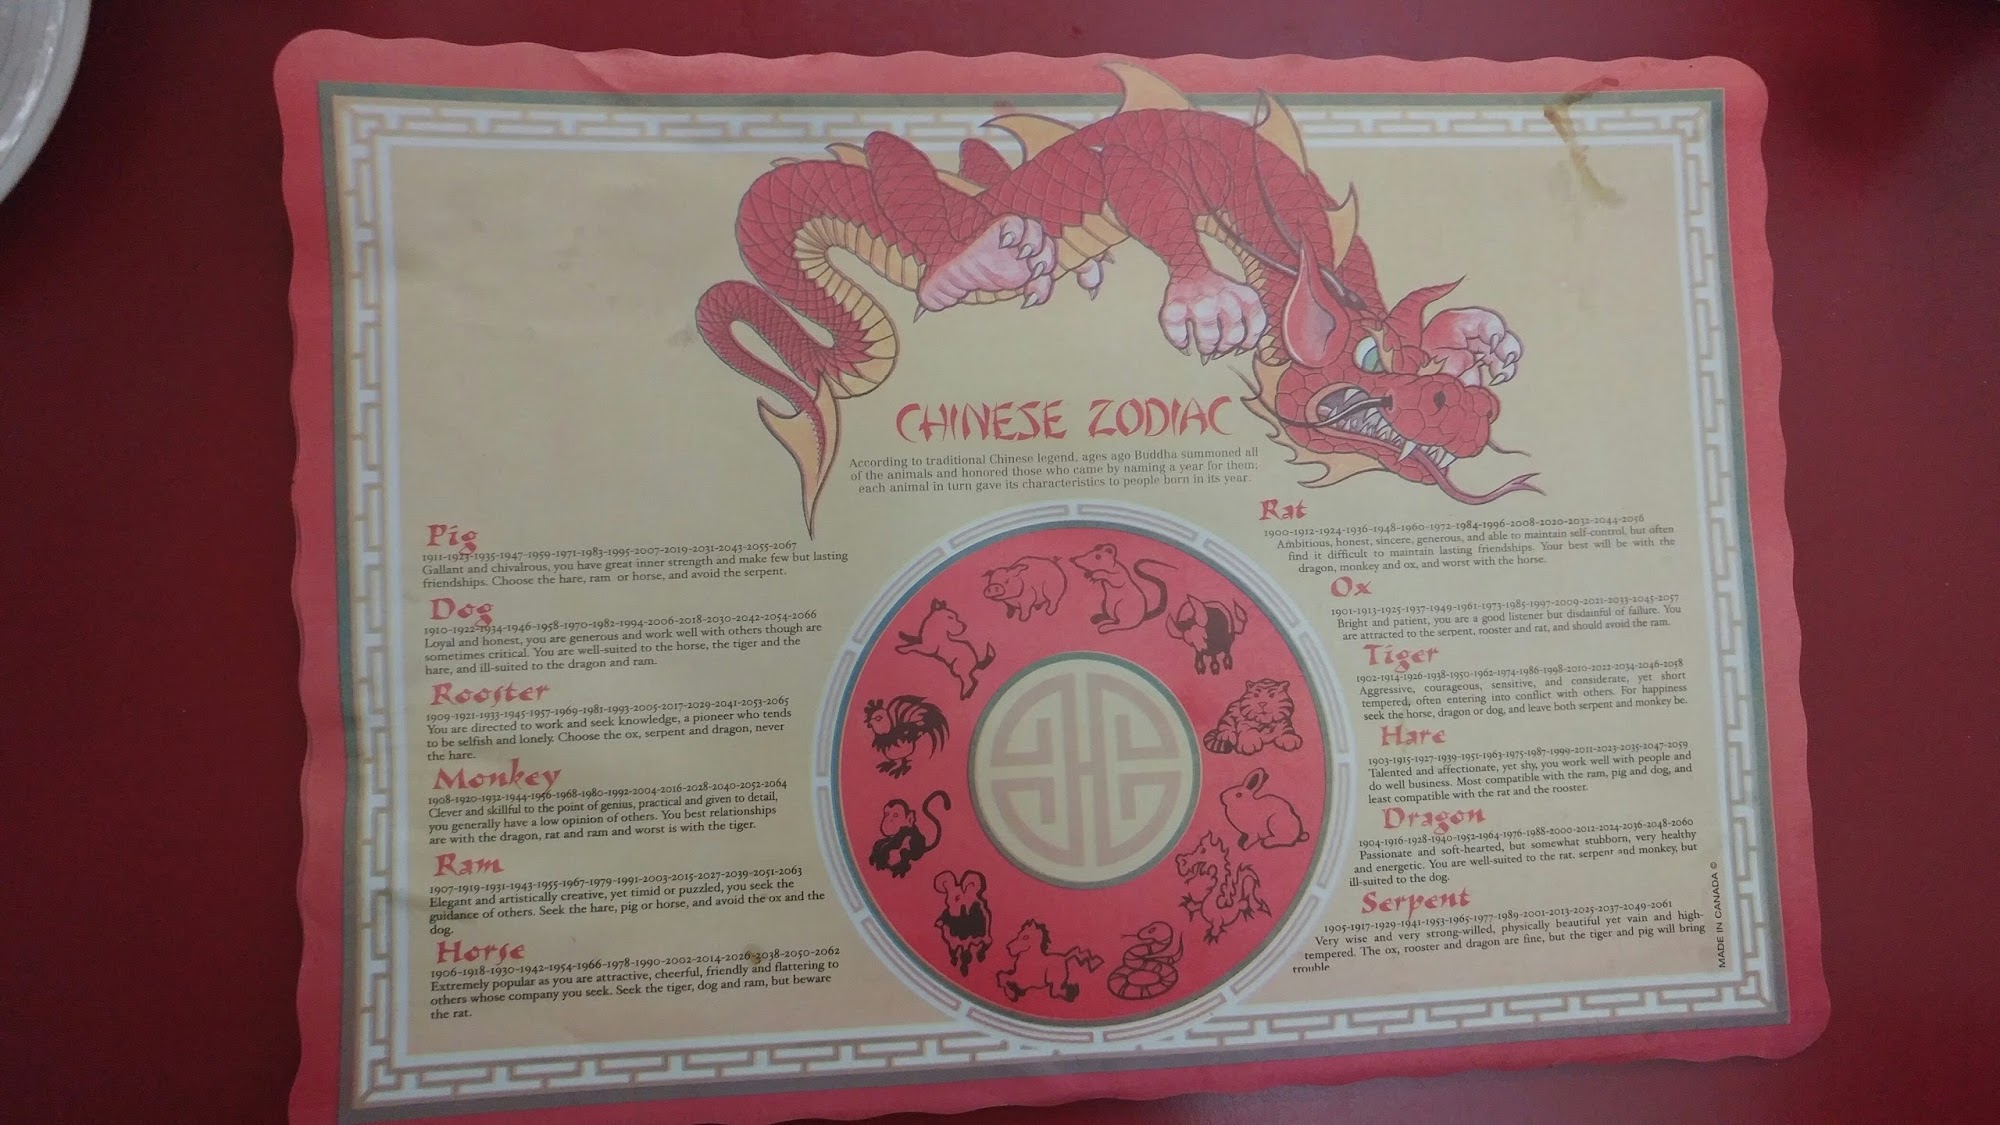 CHINESE ZODIAC
According to traditional Chinese legend, ages ago Buddha summoned all
of the animals and honored those who came by naming a year for them;
each animal in turn gave its characteristics to people born in its year.
Pig
1911-1923-1935-1947-1959-1971-1983-1995-2007-2019-2031-2043-2055-2067
Gallant and chivalrous, you have great inner strength and make few but lasting
friendships. Choose the hare, ram or horse, and avoid the serpent.
Dog
1910-1922-1934-1946-1958-1970-1982-1994-2006-2018-2030-2042-2054-2066
Loyal and honest, you are generous and work well with others though are
sometimes critical. You are well-suited to the horse, the tiger and the
hare, and ill-suited to the dragon and ram.
Rooster
1909-1921-1933-1945-1957-1969-1981-1993-2005-2017-2029-2041-2053-2065
You are directed to work and seek knowledge, a pioneer who tends
to be selfish and lonely. Choose the ox, serpent and dragon, never
the hare.
Monkey
1908-1920-1932-1944-1956-1968-1980-1992-2004-2016-2028-2040-2052-2064
Clever and skillful to the point of genius, practical and given to detail,
you generally have a low opinion of others. You best relationships
are with the dragon, rat and ram and worst is with the tiger.
Ram
1907-1919-1931-1943-1955-1967-1979-1991-2003-2015-2027-2039-2051-2063
Elegant and artistically creative, yet timid or puzzled, you seek the
guidance of others. Seek the hare, pig or horse, and avoid the ox and the
dog.
Horse
1906-1918-1930-1942-1954-1966-1978-1990-2002-2014-2026-2038-2050-2062
Extremely popular as you are attractive, cheerful, friendly and flattering to
others whose company you seek. Seek the tiger, dog and ram, but beware
the rat.
Rat
1900-1912-1924-1936-1948-1960-1972-1984-1996-2008-2020-2032-2044-2056
Ambitious, honest, sincere, generous, and able to maintain self-control, but often
find it difficult to maintain lasting friendships. Your best will be with the
dragon, monkey and ox, and worst with the horse.
Ox
1901-1913-1925-1937-1949-1961-1973-1985-1997-2009-2021-2033-2045-2057
Bright and patient, you are a good listener but disdainful of failure. You
are attracted to the serpent, rooster and rat, and should avoid the ram.
Tiger
1902-1914-1926-1938-1950-1962-1974-1986-1998-2010-2022-2034-2046-2058
Aggressive, courageous, sensitive, and considerate, yet short
tempered, often entering into conflict with others. For happiness
seek the horse, dragon or dog, and leave both serpent and monkey be.
Hare
1903-1915-1927-1939-1951-1963-1975-1987-1999-2011-2023-2035-2047-2059
Talented and affectionate, yet shy, you work well with people and
do well business. Most compatible with the ram, pig and dog, and
least compatible with the rat and the rooster.
Dragon
1904-1916-1928-1940-1952-1964-1976-1988-2000-2012-2024-2036-2048-2060
Passionate and soft-hearted, but somewhat stubborn, very healthy
and energetic. You are well-suited to the rat, serpent and monkey, but
ill-suited to the dog.
Serpent
1905-1917-1929-1941-1953-1965-1977-1989-2001-2013-2025-2037-2049-2061
Very wise and very strong-willed, physically beautiful yet vain and high-
tempered. The ox, rooster and dragon are fine, but the tiger and pig will bring
trouble
MADE IN CANADA ©